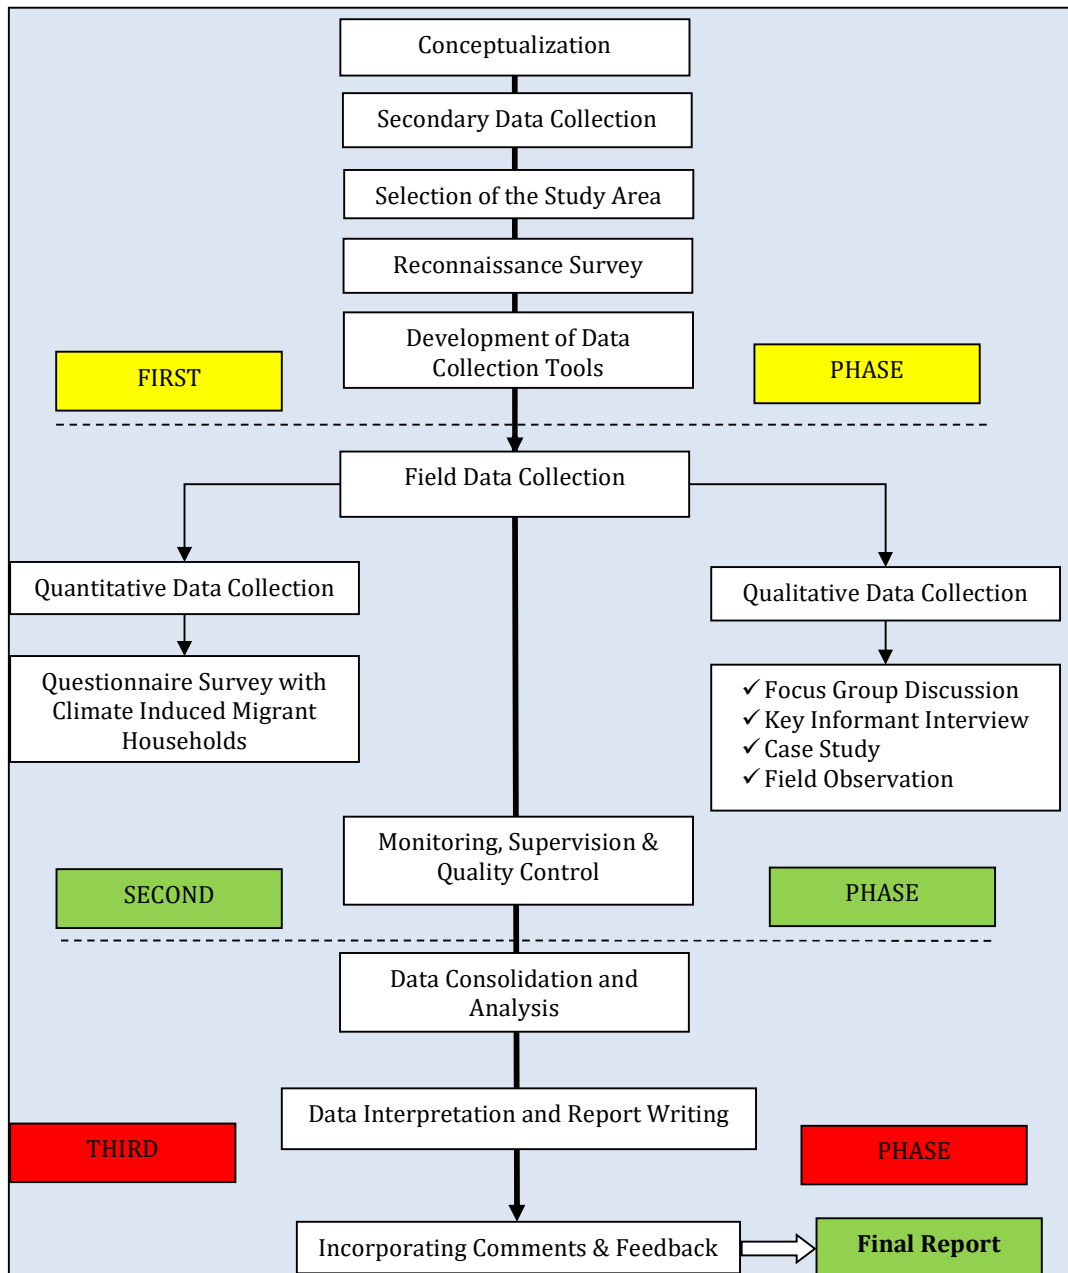 Conceptualization
Secondary Data Collection
Selection of the Study Area
Reconnaissance Survey
Development of Data
Collection Tools
FIRST
PHASE
Field Data Collection
Quantitative Data Collection
Qualitative Data Collection
Questionnaire Survey with
Climate Induced Migrant
Households
✓ Focus Group Discussion
✓ Key Informant Interview
✓ Case Study
✓ Field Observation
Monitoring, Supervision &
Quality Control
SECOND
PHASE
Data Consolidation and
Analysis
Data Interpretation and Report Writing
THIRD
PHASE
Incorporating Comments & Feedback
Final Report